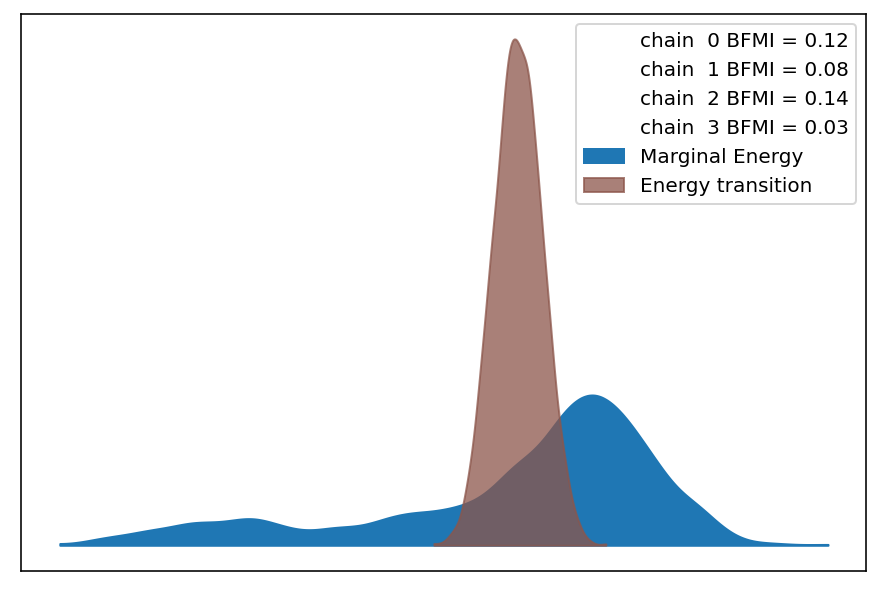 chain  0 BFMI = 0.12
chain  1 BFMI = 0.08
chain  2 BFMI = 0.14
chain  3 BFMI = 0.03
Marginal Energy
Energy transition